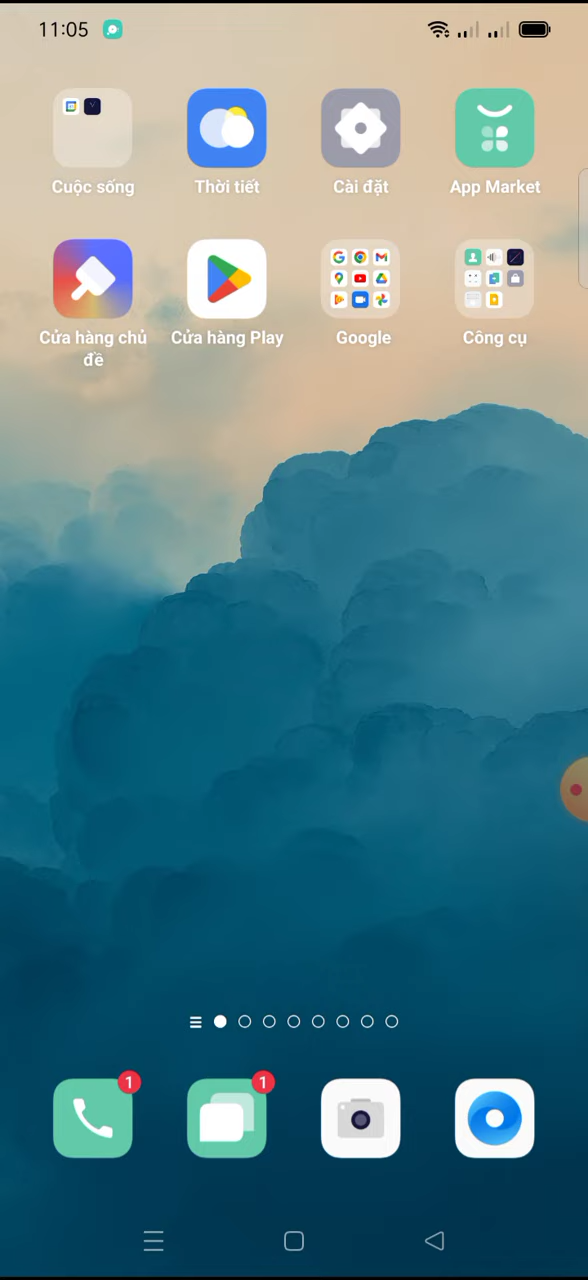 11:05
Cuộc sống
Thời tiết
Cài đặt
App Market
Cửa hàng chủ
đề
Cửa hàng Play
Google
Công cụ
1
1